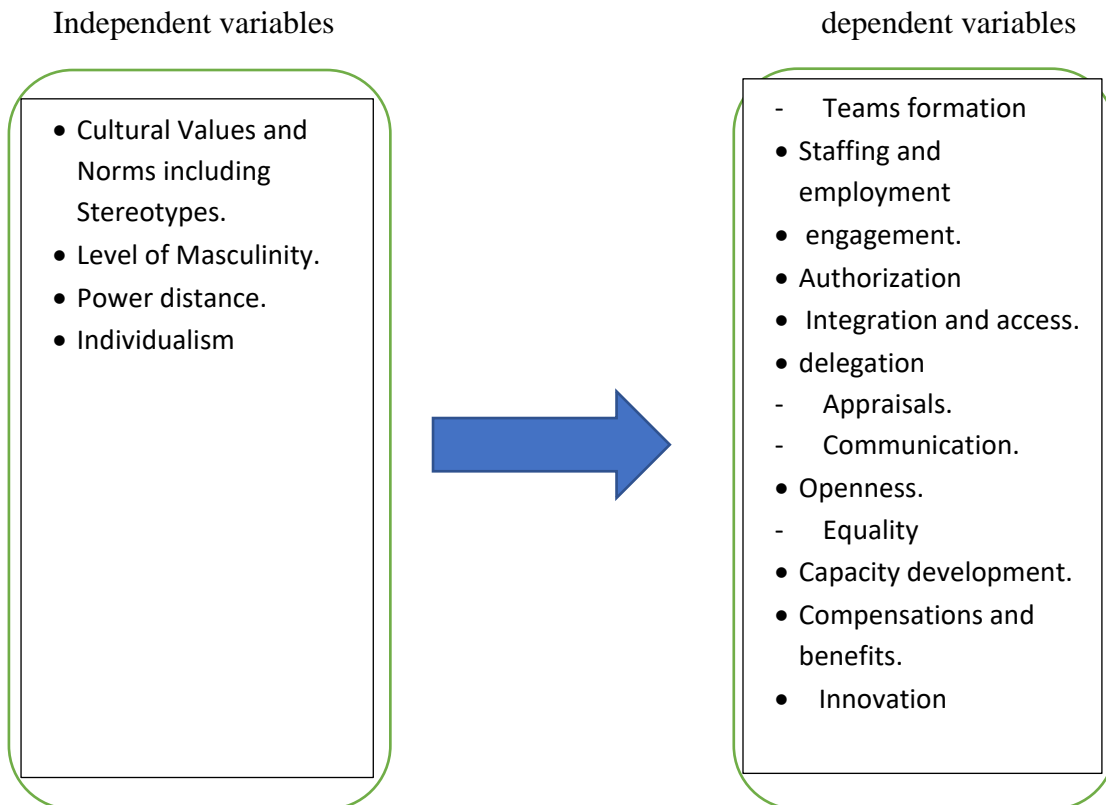 Independent variables
• Cultural Values and
Norms including
Stereotypes.
• Level of Masculinity.
• Power distance.
• Individualism
dependent variables
- Teams formation
• Staffing and
employment
• engagement.
• Authorization
• Integration and access.
• delegation
- Appraisals.
- Communication.
• Openness.
- Equality
• Capacity development.
• Compensations and
benefits.
• Innovation